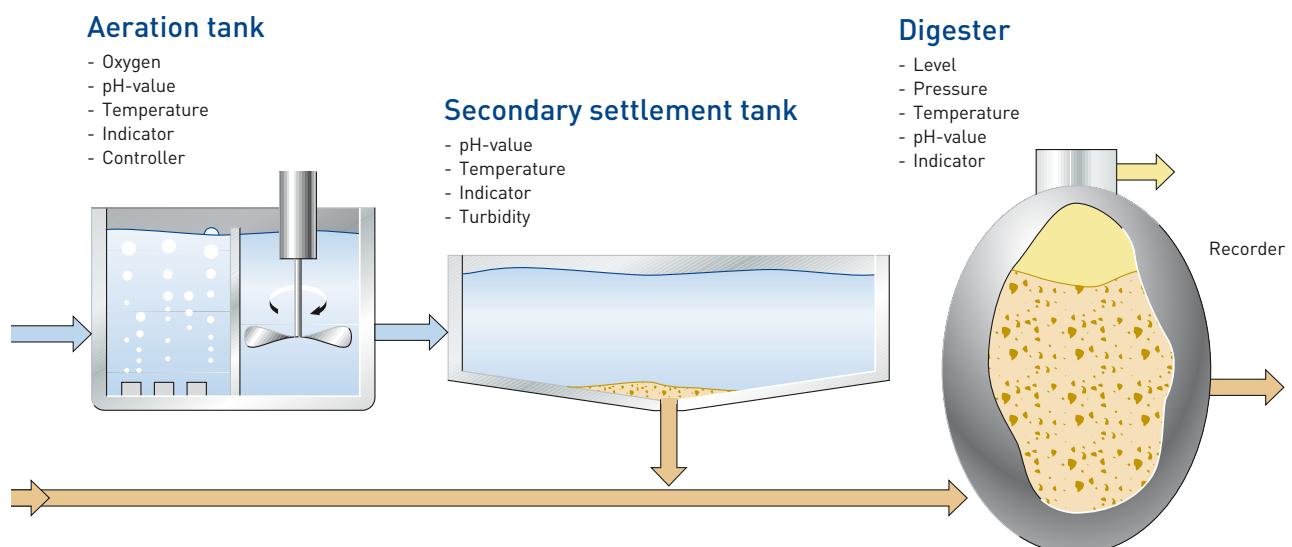 Aeration tank
- Oxygen
- pH-value
- Temperature
- Indicator
- Controller
Secondary settlement tank
- pH-value
- Temperature
- Indicator
- Turbidity
Digester
- Level
- Pressure
- Temperature
- pH-value
- Indicator
Recorder